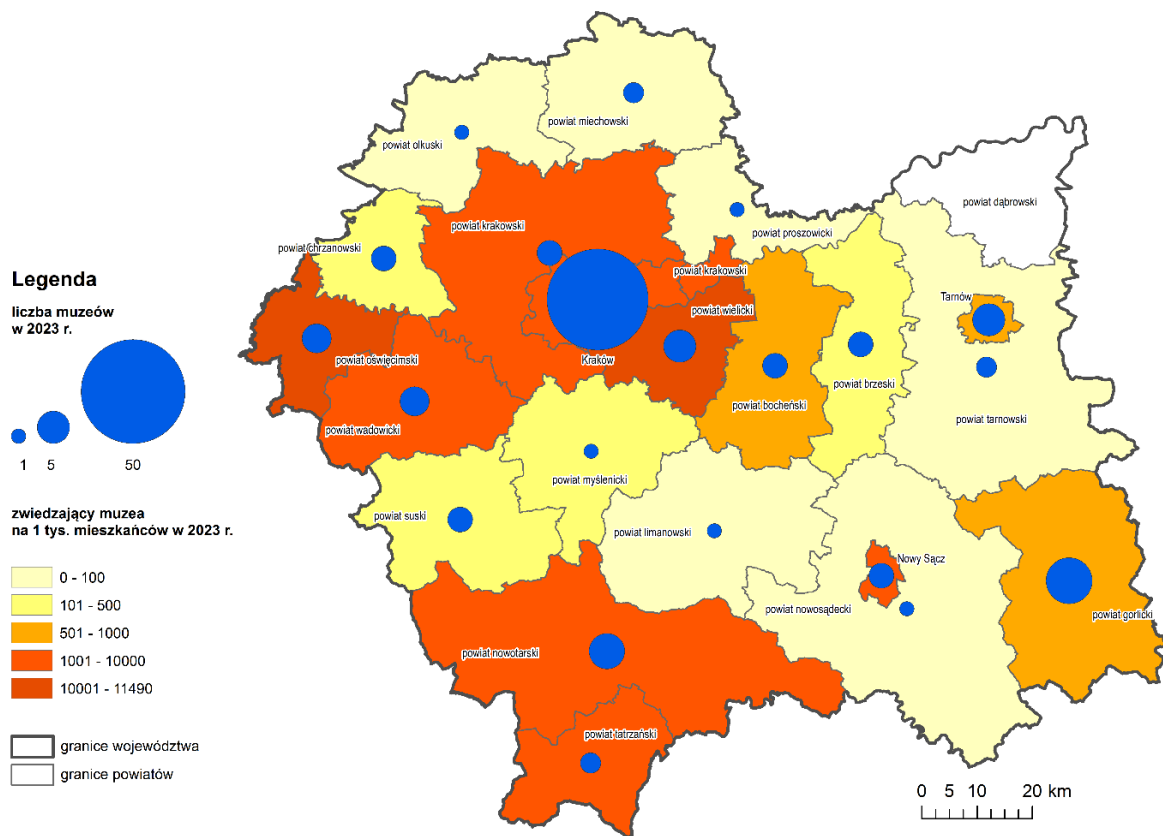 powiat miechowski
powiat olkuski
powiat dąbrowski
powiat proszowicki
powiat krakowski
powiat chrzanowski
powiat krakowski
Legenda
liczba muzeów
w 2023 r.
powiat wielicki
Tarnów
powiat oświęcimski
Kraków
powiat brzeski
powiat bocheński
powiat tarnowski
powiat wadowicki
1 5 50
powiat myślenicki
zwiedzający muzea
na 1 tys. mieszkańców w 2023 r.
powiat suski
powiat limanowski
Nowy Sącz
0 - 100
101 - 500
501 - 1000
1001 - 10000
10001 - 11490
powiat nowosądecki
powiat gorlicki
powiat nowotarski
powiat tatrzański
granice województwa
granice powiatów
0 5 10 20 km